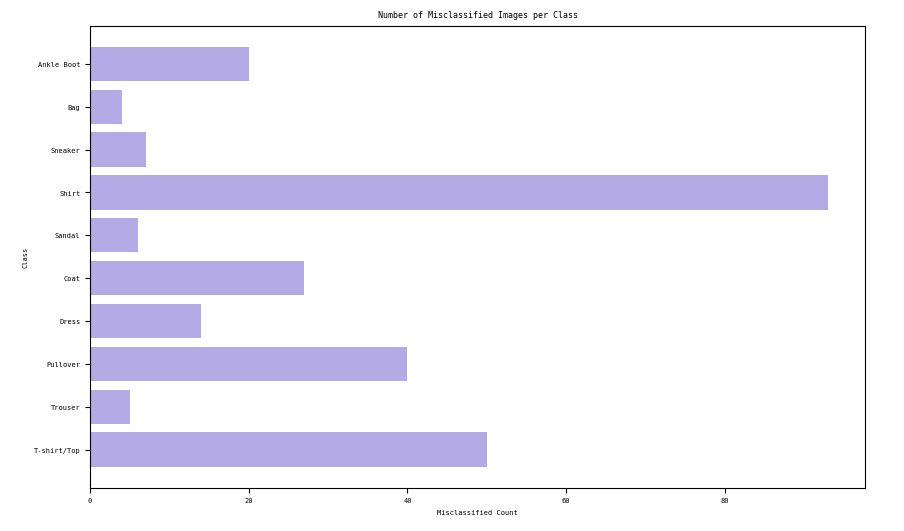 Number of Misclassified Images per Class
Ankle Boot
Bag
Sneaker
Shirt
Sandal
Class
Coat
Dress
Pullover
Trouser
T-shirt/Top
0 20 40 60 80
Misclassified Count